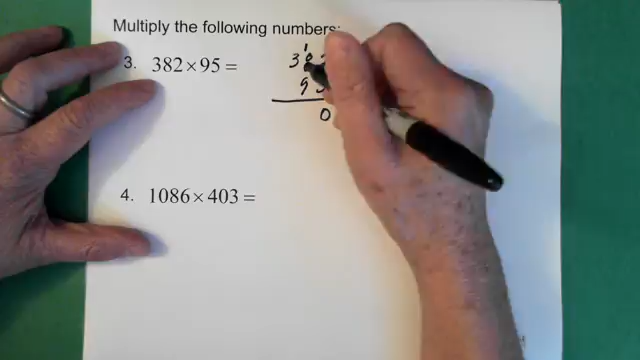 Multiply the following numbers:
1
3. 382 × 95 = 38
9
0
4. 1086 × 403 =